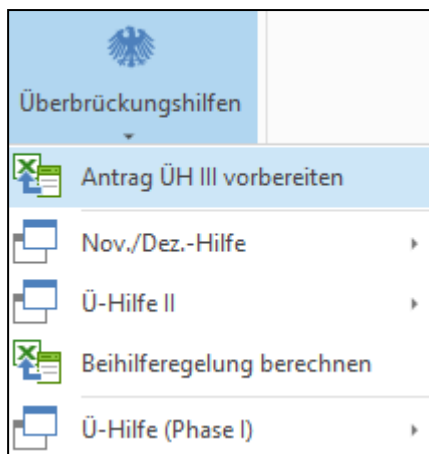 Überbrückungshilfen
Antrag ÜH III vorbereiten
Nov./Dez.-Hilfe
Ü-Hilfe II
Beihilferegelung berechnen
Ü-Hilfe (Phase I)